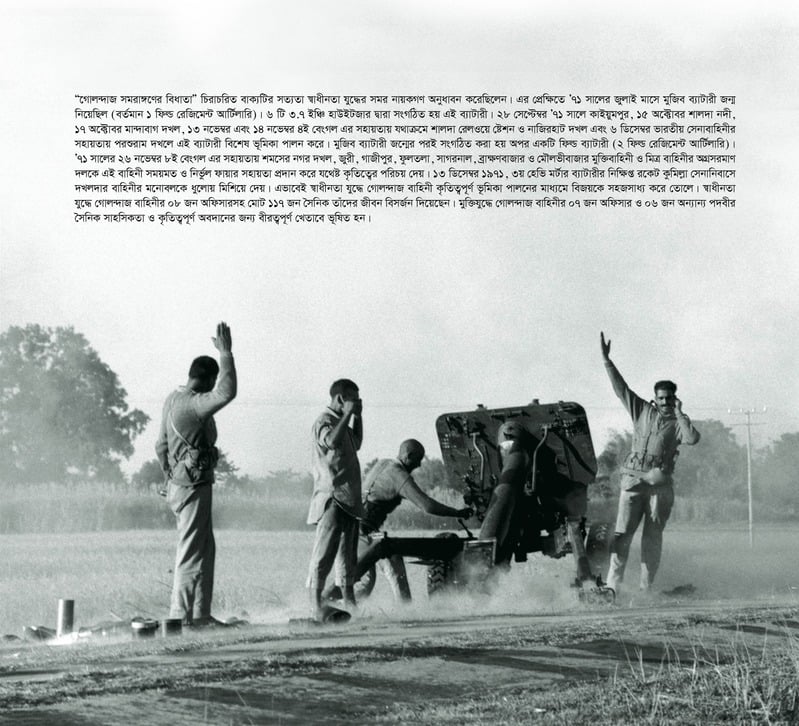 “গোলন্দাজ সমরাঙ্গণের বিধাতা” চিরাচরিত বাক্যটির সত্যতা স্বাধীনতা যুদ্ধের সমর নায়কগণ অনুধাবন করেছিলেন। এর প্রেক্ষিতে ’৭১ সালের জুলাই মাসে মুজিব ব্যাটারী জন্ম
নিয়েছিল (বর্তমান ১ ফিল্ড রেজিমেন্ট আর্টিলারি)। ৬ টি ৩.৭ ইঞ্চি হাউইটজার দ্বারা সংগঠিত হয় এই ব্যাটারী। ২৮ সেপ্টেম্বর ’৭১ সালে কাইয়ুমপুর, ১৫ অক্টোবর শালদা নদী,
১৭ অক্টোবর মান্দাবাগ দখল, ১৩ নভেম্বর এবং ১৪ নভেম্বর ৪ই বেংগল এর সহায়তায় যথাক্রমে শালদা রেলওয়ে ষ্টেশন ও নাজিরহাট দখল এবং ৬ ডিসেম্বর ভারতীয় সেনাবাহিনীর
সহায়তায় পরশুরাম দখলে এই ব্যাটারী বিশেষ ভূমিকা পালন করে। মুজিব ব্যাটারী জন্মের পরই সংগঠিত করা হয় অপর একটি ফিল্ড ব্যাটারী (২ ফিল্ড রেজিমেন্ট আর্টিলারি)।
’৭১ সালের ২৬ নভেম্বর ৮ই বেংগল এর সহায়তায় শমসের নগর দখল, জুরী, গাজীপুর, ফুলতলা, সাগরনাল, ব্রাক্ষণবাজার ও মৌলভীবাজার মুক্তিবাহিনী ও মিত্র বাহিনীর অগ্রসরমাণ
দলকে এই বাহিনী সময়মত ও নির্ভুল ফায়ার সহায়তা প্রদান করে যথেষ্ট কৃতিত্বের পরিচয় দেয়। ১৩ ডিসেম্বর ১৯৭১, ৩য় হেভি মর্টার ব্যাটারীর নিক্ষিপ্ত রকেট কুমিল্লা সেনানিবাসে
দখলদার বাহিনীর মনোবলকে ধুলোয় মিশিয়ে দেয়। এভাবেই স্বাধীনতা যুদ্ধে গোলন্দাজ বাহিনী কৃতিত্বপূর্ণ ভূমিকা পালনের মাধ্যমে বিজয়কে সহজসাধ্য করে তোলে। স্বাধীনতা
যুদ্ধে গোলন্দাজ বাহিনীর ০৮ জন অফিসারসহ মোট ১১৭ জন সৈনিক তাঁদের জীবন বিসর্জন দিয়েছেন। মুক্তিযুদ্ধে গোলন্দাজ বাহিনীর ০৭ জন অফিসার ও ০৬ জন অন্যান্য পদবীর
সৈনিক সাহসিকতা ও কৃতিত্বপূর্ণ অবদানের জন্য বীরত্বপূর্ণ খেতাবে ভূষিত হন।